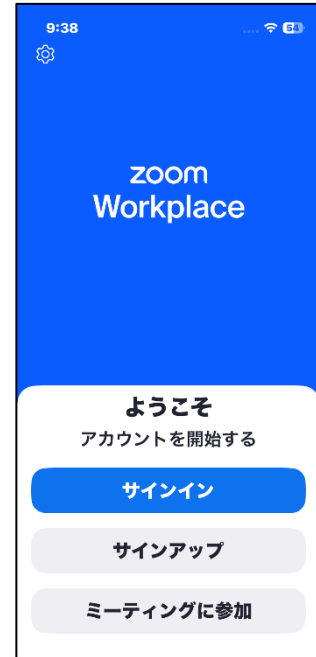 9:38
64
zoom
Workplace
ようこそ
アカウントを開始する
サインイン
サインアップ
ミーティングに参加